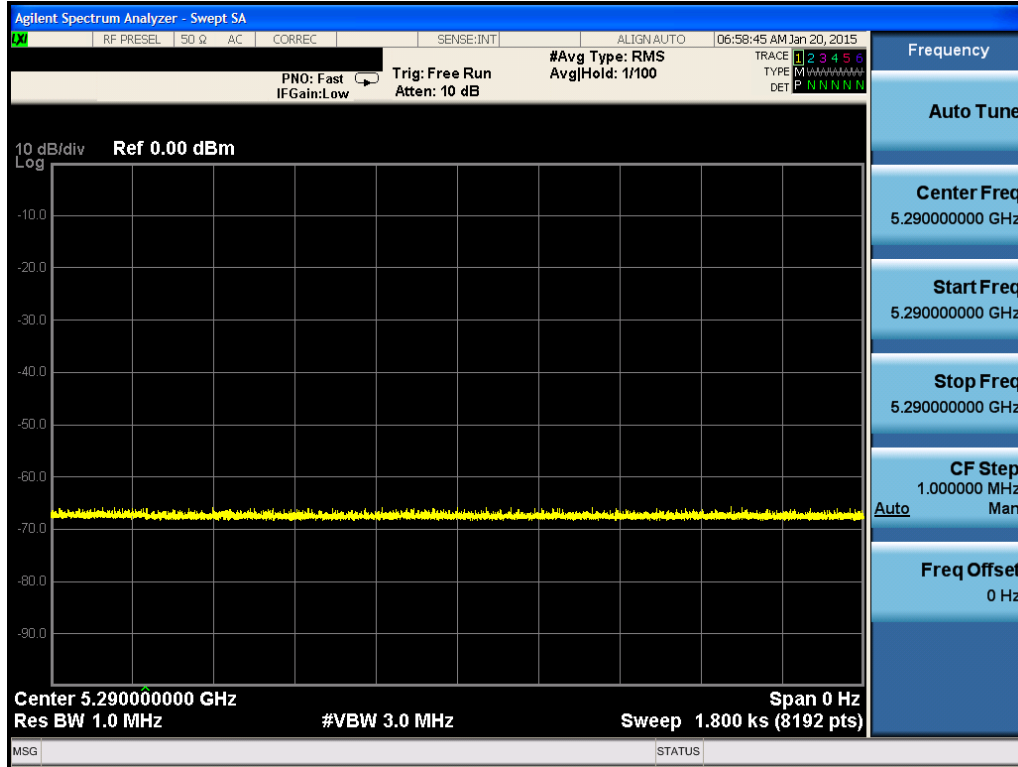 Agilent Spectrum Analyzer - Swept SA
LXI RF PRESEL 50 Ω AC CORREC SENSE:INT ALIGN AUTO 06:58:45 AM Jan 20, 2015
PNO: Fast
IFGain:Low
Trig: Free Run
Atten: 10 dB
#Avg Type: RMS
Avg|Hold: 1/100
TRACE 1 2 3 4 5 6
TYPE M WWWWW
DET P N N N N N
10 dB/div Ref 0.00 dBm
Log
-10.0
-20.0
-30.0
-40.0
-50.0
-60.0
-70.0
-80.0
-90.0
Center 5.290000000 GHz Span 0 Hz
Res BW 1.0 MHz #VBW 3.0 MHz Sweep 1.800 ks (8192 pts)
MSG STATUS
Frequency
Auto Tune
Center Freq
5.290000000 GHz
Start Freq
5.290000000 GHz
Stop Freq
5.290000000 GHz
CF Step
1.000000 MHz
Auto Man
Freq Offset
0 Hz